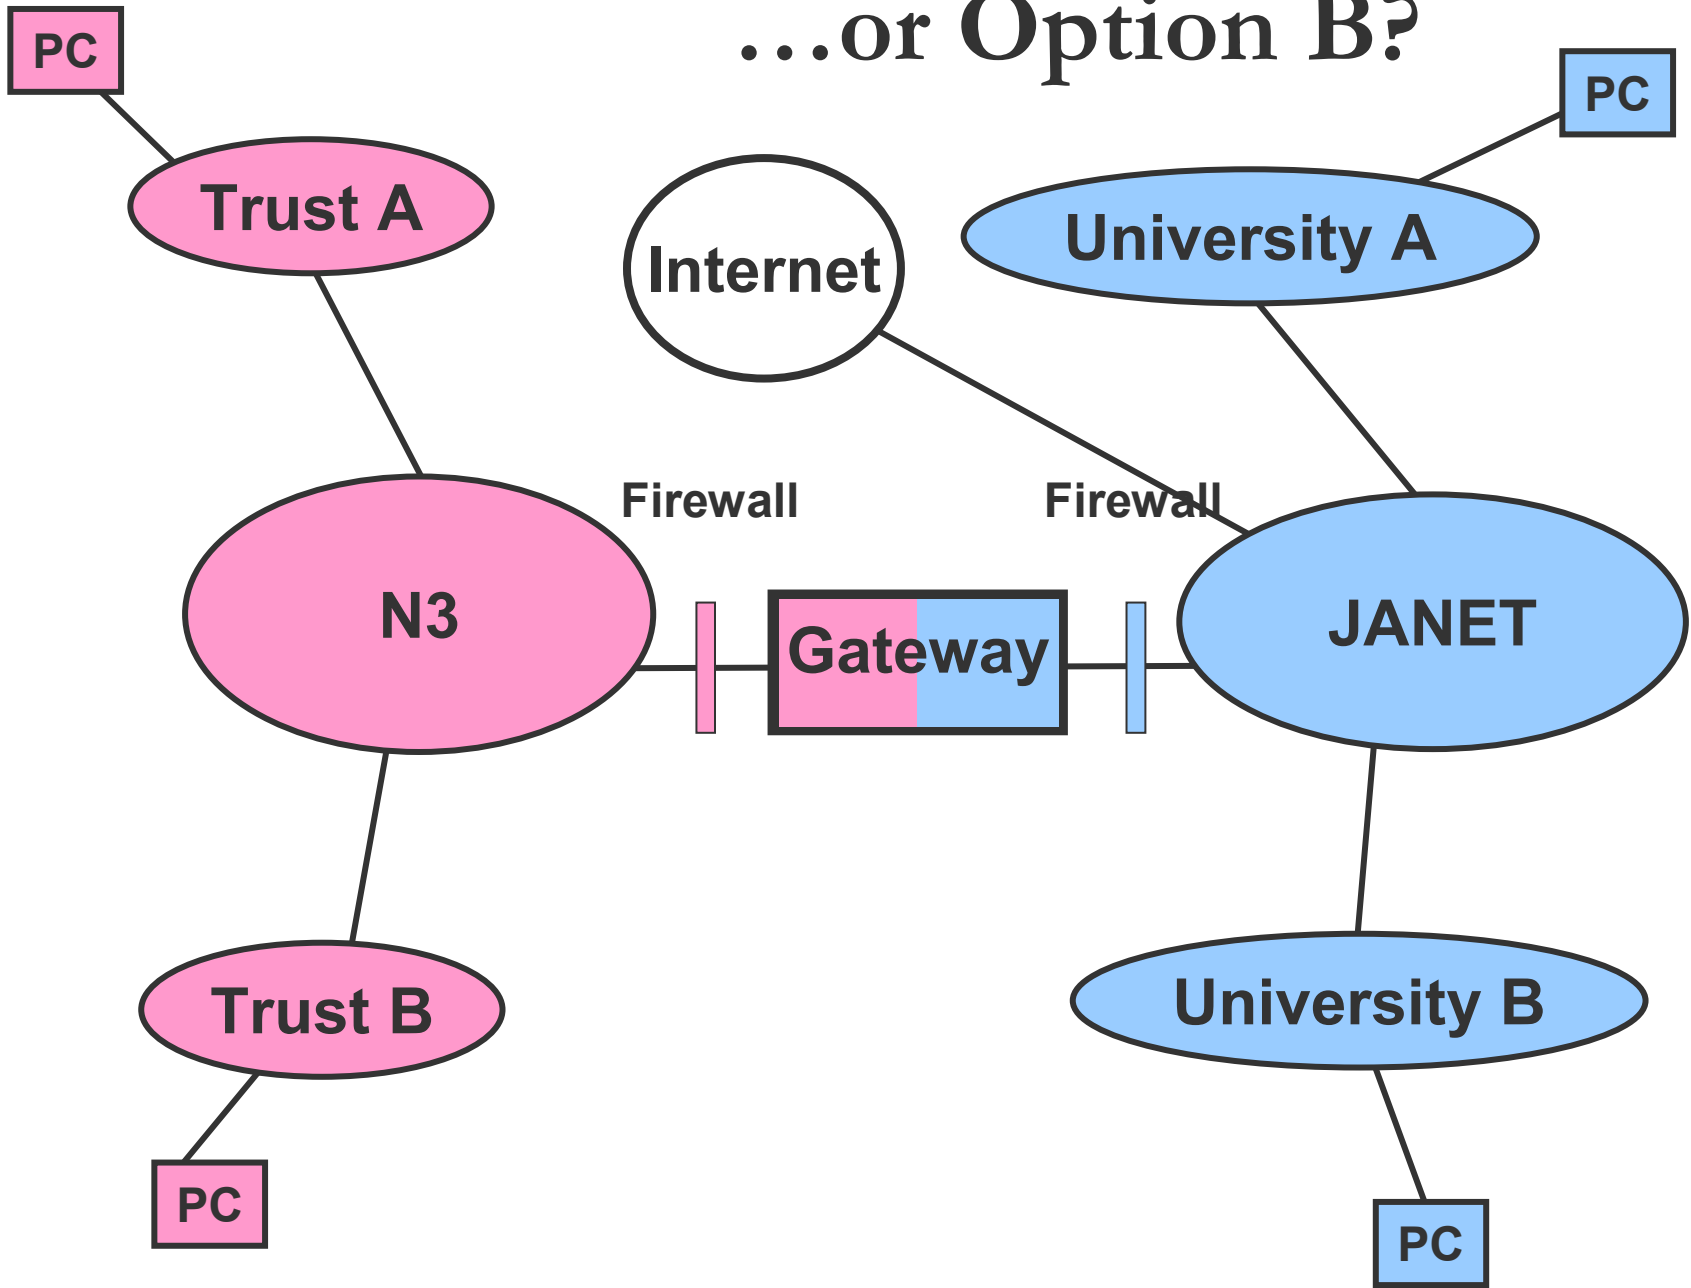 …or Option B?
PC
PC
Trust A
University A
Internet
Firewall
Firewall
N3
Gateway
JANET
Trust B
University B
PC
PC